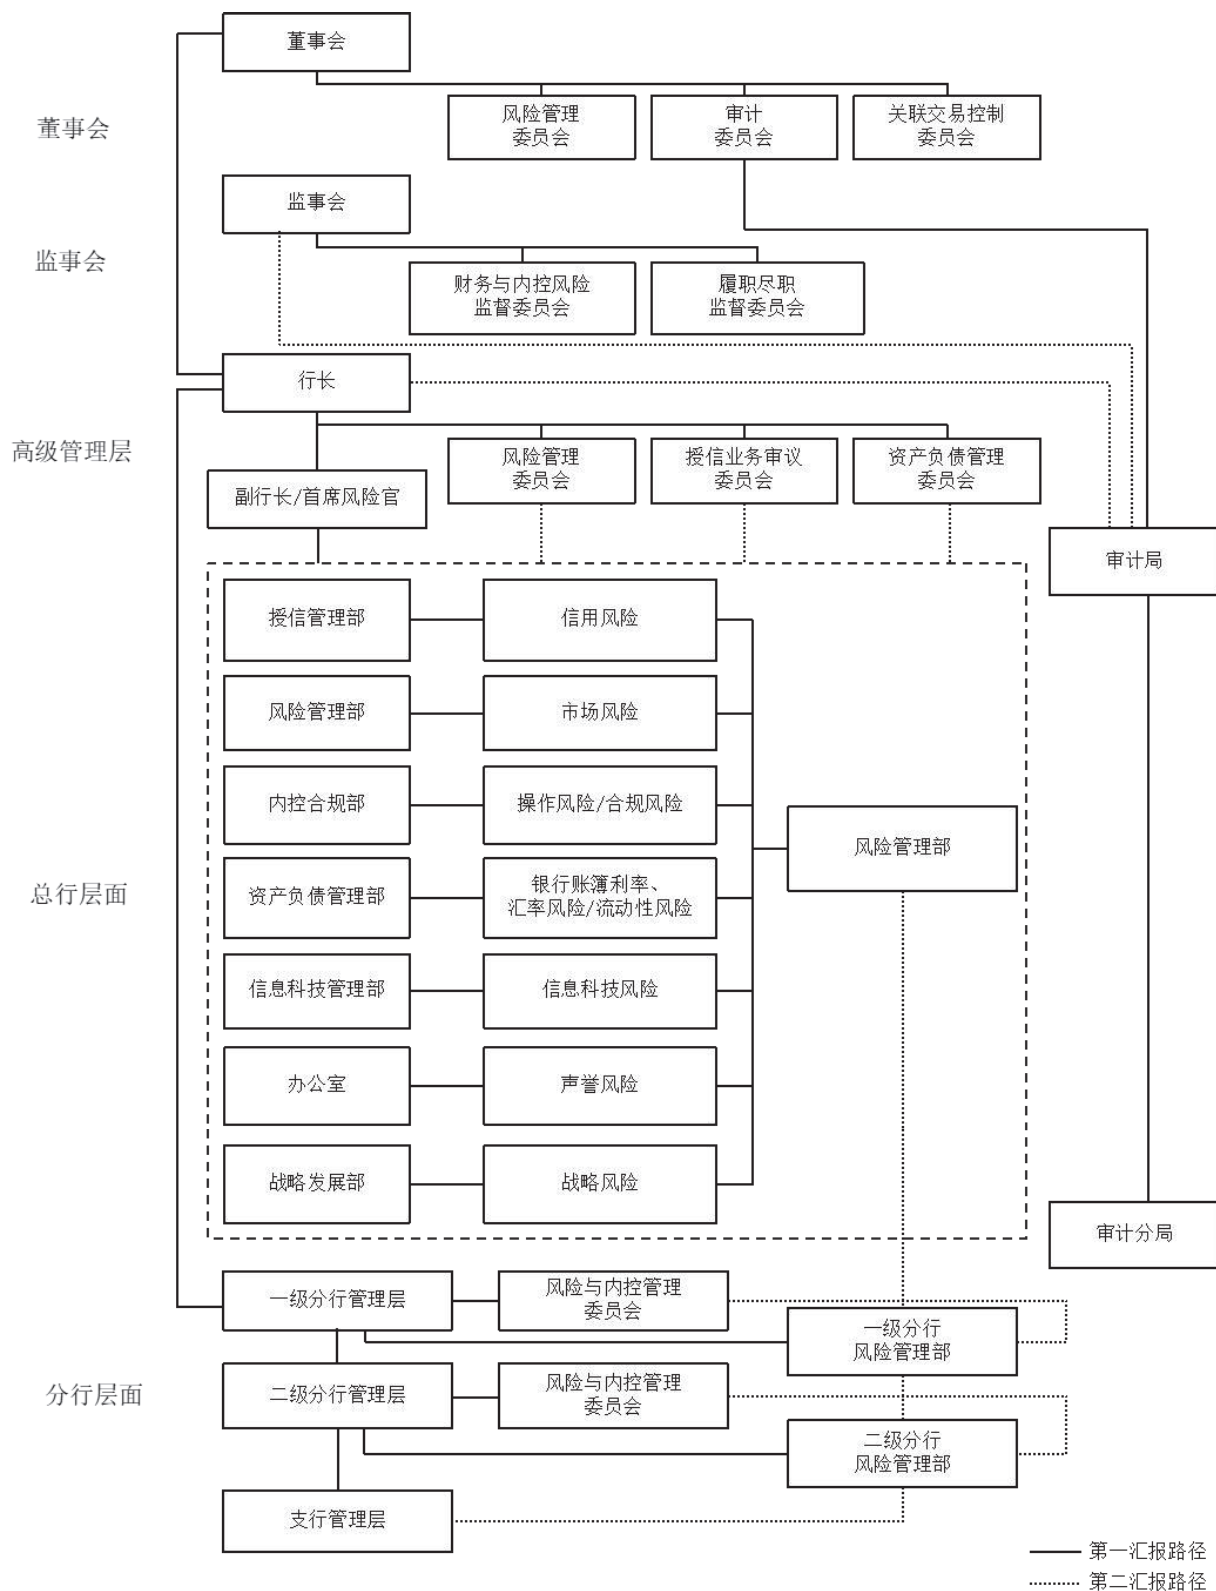 董事会
风险管理
委员会
审计
委员会
关联交易控制
委员会
董事会
监事会
监事会
财务与内控风险
监督委员会
履职尽职
监督委员会
行长
高级管理层
风险管理
委员会
授信业务审议
委员会
资产负债管理
委员会
副行长/首席风险官
审计局
授信管理部
信用风险
风险管理部
市场风险
内控合规部
操作风险/合规风险
风险管理部
总行层面
资产负债管理部
银行账簿利率、
汇率风险/流动性风险
信息科技管理部
信息科技风险
办公室
声誉风险
战略发展部
战略风险
审计分局
一级分行管理层
风险与内控管理
委员会
一级分行
风险管理部
分行层面
二级分行管理层
风险与内控管理
委员会
二级分行
风险管理部
支行管理层
第一汇报路径
第二汇报路径